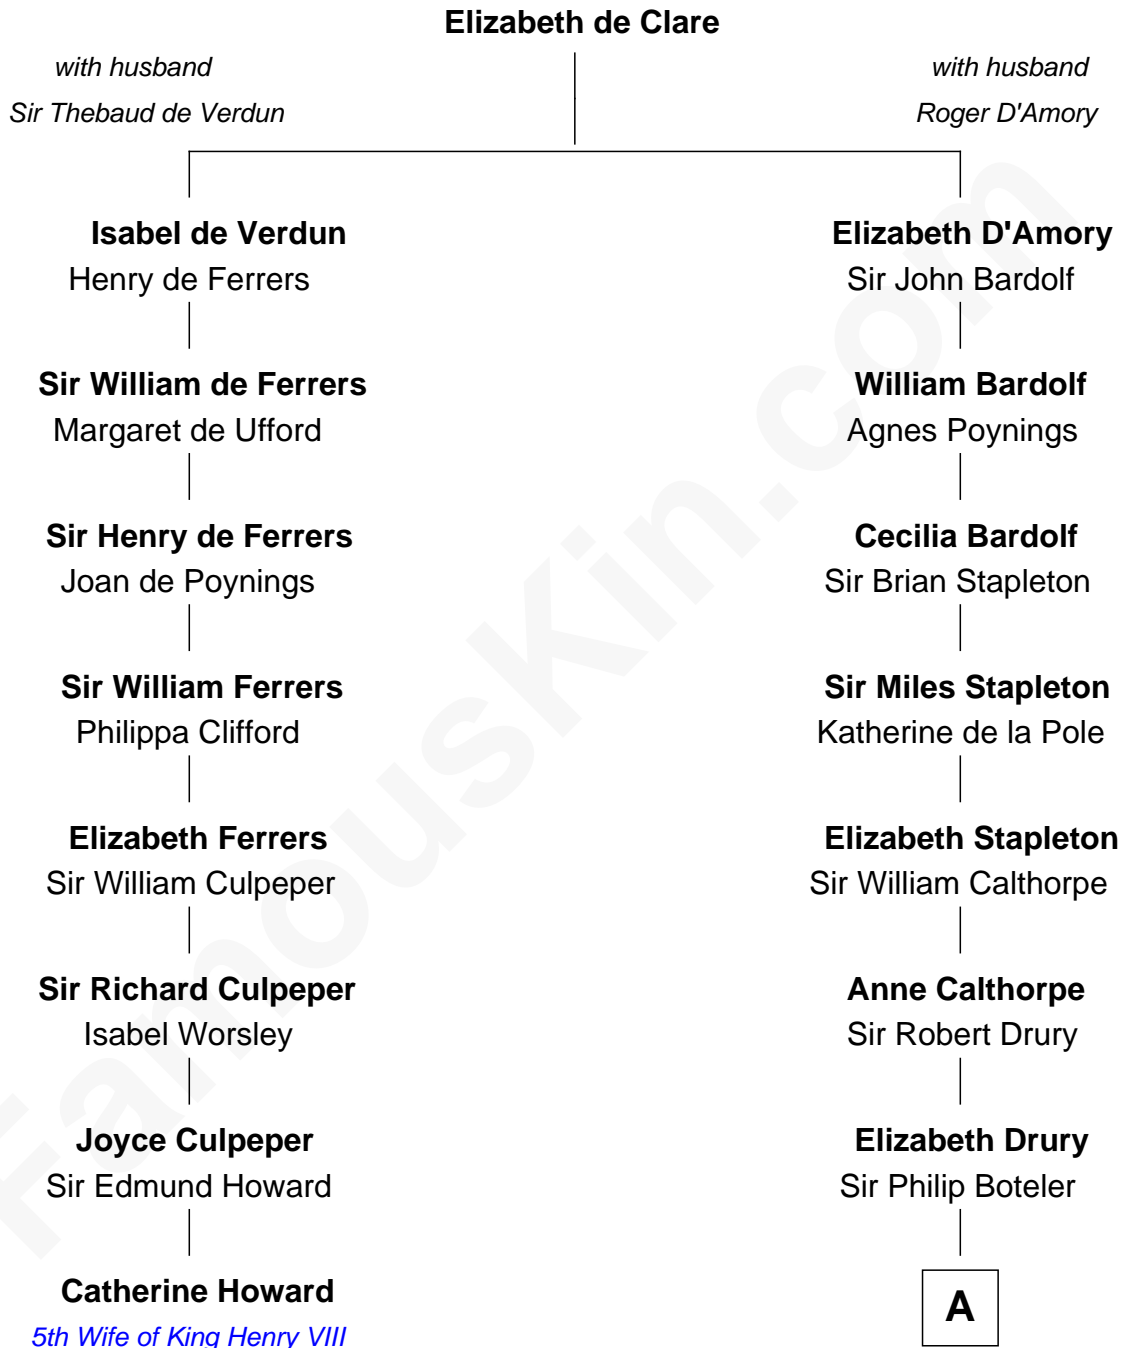 Elizabeth de Clare
with husband
Sir Thebaud de Verdun
with husband
Roger D'Amory
Isabel de Verdun
Henry de Ferrers
Elizabeth D'Amory
Sir John Bardolf
Sir William de Ferrers
Margaret de Ufford
William Bardolf
Agnes Poynings
Sir Henry de Ferrers
Joan de Poynings
Cecilia Bardolf
Sir Brian Stapleton
Sir William Ferrers
Philippa Clifford
Sir Miles Stapleton
Katherine de la Pole
Elizabeth Ferrers
Sir William Culpeper
Elizabeth Stapleton
Sir William Calthorpe
Sir Richard Culpeper
Isabel Worsley
Anne Calthorpe
Sir Robert Drury
Joyce Culpeper
Sir Edmund Howard
Elizabeth Drury
Sir Philip Boteler
Catherine Howard
5th Wife of King Henry VIII
A
FamousKin.com